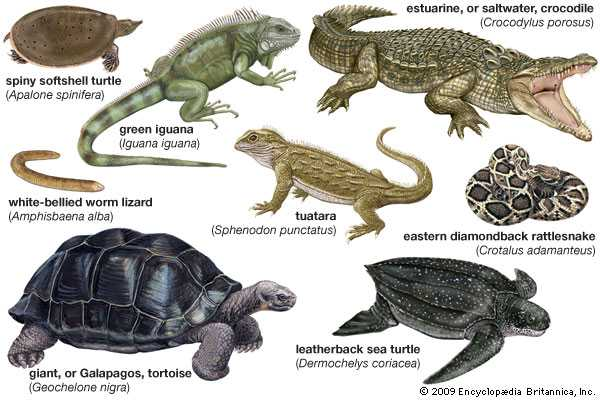 estuarine, or saltwater, crocodile
(Crocodylus porosus)
spiny softshell turtle
(Apalone spinifera)
green iguana
(Iguana iguana)
white-bellied worm lizard
(Amphisbaena alba)
tuatara
(Sphenodon punctatus)
eastern diamondback rattlesnake
(Crotalus adamanteus)
leatherback sea turtle
(Dermochelys coriacea)
giant, or Galapagos, tortoise
(Geochelone nigra)
© 2009 Encyclopædia Britannica, Inc.